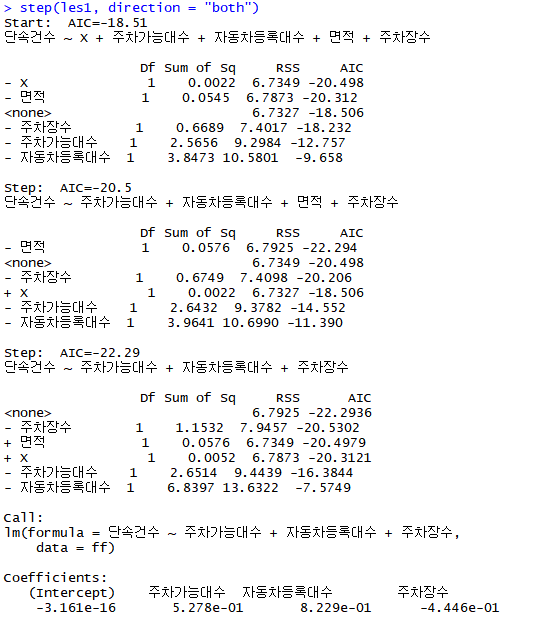 > step(les1, direction = "both")
Start:  AIC=-18.51
단속건수 ~ X + 주차가능대수 + 자동차등록대수 + 면적 + 주차장수
Df Sum of Sq RSS AIC
- X 1 0.0022 6.7349 -20.498
- 면적 1 0.0545 6.7873 -20.312
<none> 6.7327 -18.506
- 주차장수 1 0.6689 7.4017 -18.232
- 주차가능대수 1 2.5656 9.2984 -12.757
- 자동차등록대수 1 3.8473 10.5801 -9.658
Step:  AIC=-20.5
단속건수 ~ 주차가능대수 + 자동차등록대수 + 면적 + 주차장수
Df Sum of Sq RSS AIC
- 면적 1 0.0576 6.7925 -22.294
<none> 6.7349 -20.498
- 주차장수 1 0.6749 7.4098 -20.206
+ X 1 0.0022 6.7327 -18.506
- 주차가능대수 1 2.6432 9.3782 -14.552
- 자동차등록대수 1 3.9641 10.6990 -11.390
Step:  AIC=-22.29
단속건수 ~ 주차가능대수 + 자동차등록대수 + 주차장수
Df Sum of Sq RSS AIC
<none> 6.7925 -22.2936
- 주차장수 1 1.1532 7.9457 -20.5302
+ 면적 1 0.0576 6.7349 -20.4979
+ X 1 0.0052 6.7873 -20.3121
- 주차가능대수 1 2.6514 9.4439 -16.3844
- 자동차등록대수 1 6.8397 13.6322 -7.5749
Call:
lm(formula = 단속건수 ~ 주차가능대수 + 자동차등록대수 + 주차장수,
data = ff)
Coefficients:
(Intercept) 주차가능대수 자동차등록대수 주차장수
-3.161e-16 5.278e-01 8.229e-01 -4.446e-01